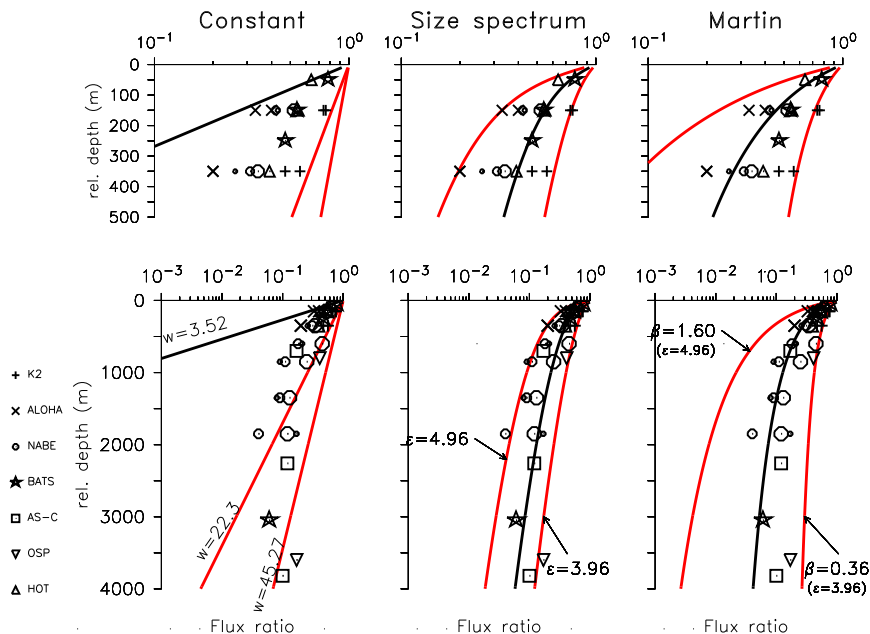 Constant Size spectrum Martin
10⁻¹ 10⁰ 10⁻¹ 10⁰ 10⁻¹ 10⁰
0
100
200
300
400
500
rel. depth (m)
10⁻³ 10⁻² 10⁻¹ 10⁰ 10⁻³ 10⁻² 10⁻¹ 10⁰ 10⁻³ 10⁻² 10⁻¹ 10⁰
0
1000
2000
3000
4000
rel. depth (m)
K2
ALOHA
NABE
BATS
AS-C
OSP
HOT
w=3.52
w=22.3
w=45.27
ε=4.96
ε=3.96
β=1.60
(ε=4.96)
β=0.36
(ε=3.96)
Flux ratio Flux ratio Flux ratio